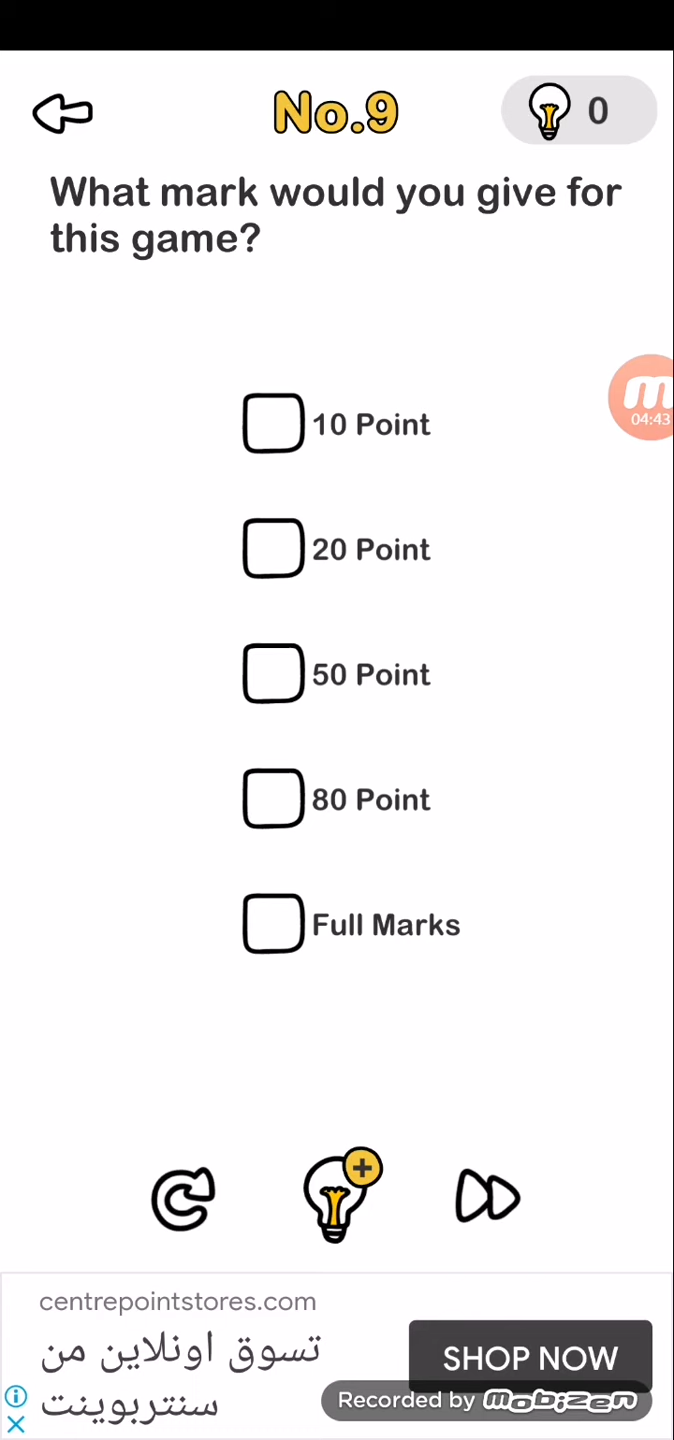 No.9
0
What mark would you give for
this game?
10 Point
m
04:43
20 Point
50 Point
80 Point
Full Marks
centrepointstores.com
تسوق اونلاين من
سنتربوينت
SHOP NOW
Recorded by mobizen